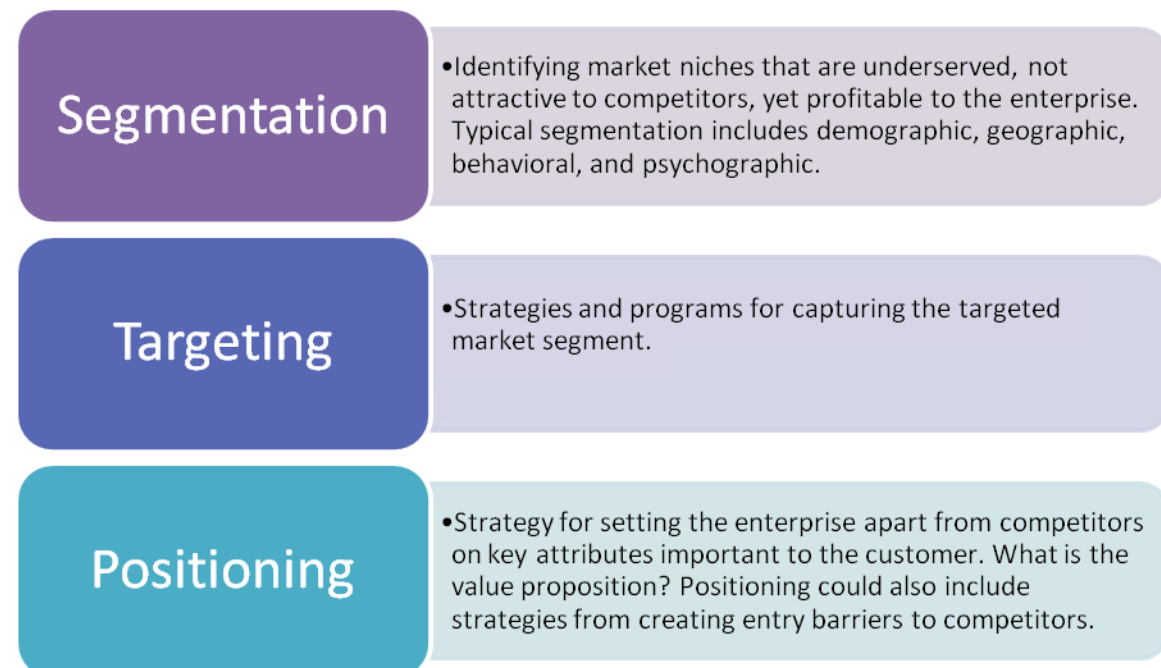 Segmentation
•Identifying market niches that are underserved, not
attractive to competitors, yet profitable to the enterprise.
Typical segmentation includes demographic, geographic,
behavioral, and psychographic.
Targeting
•Strategies and programs for capturing the targeted
market segment.
Positioning
•Strategy for setting the enterprise apart from competitors
on key attributes important to the customer. What is the
value proposition? Positioning could also include
strategies from creating entry barriers to competitors.